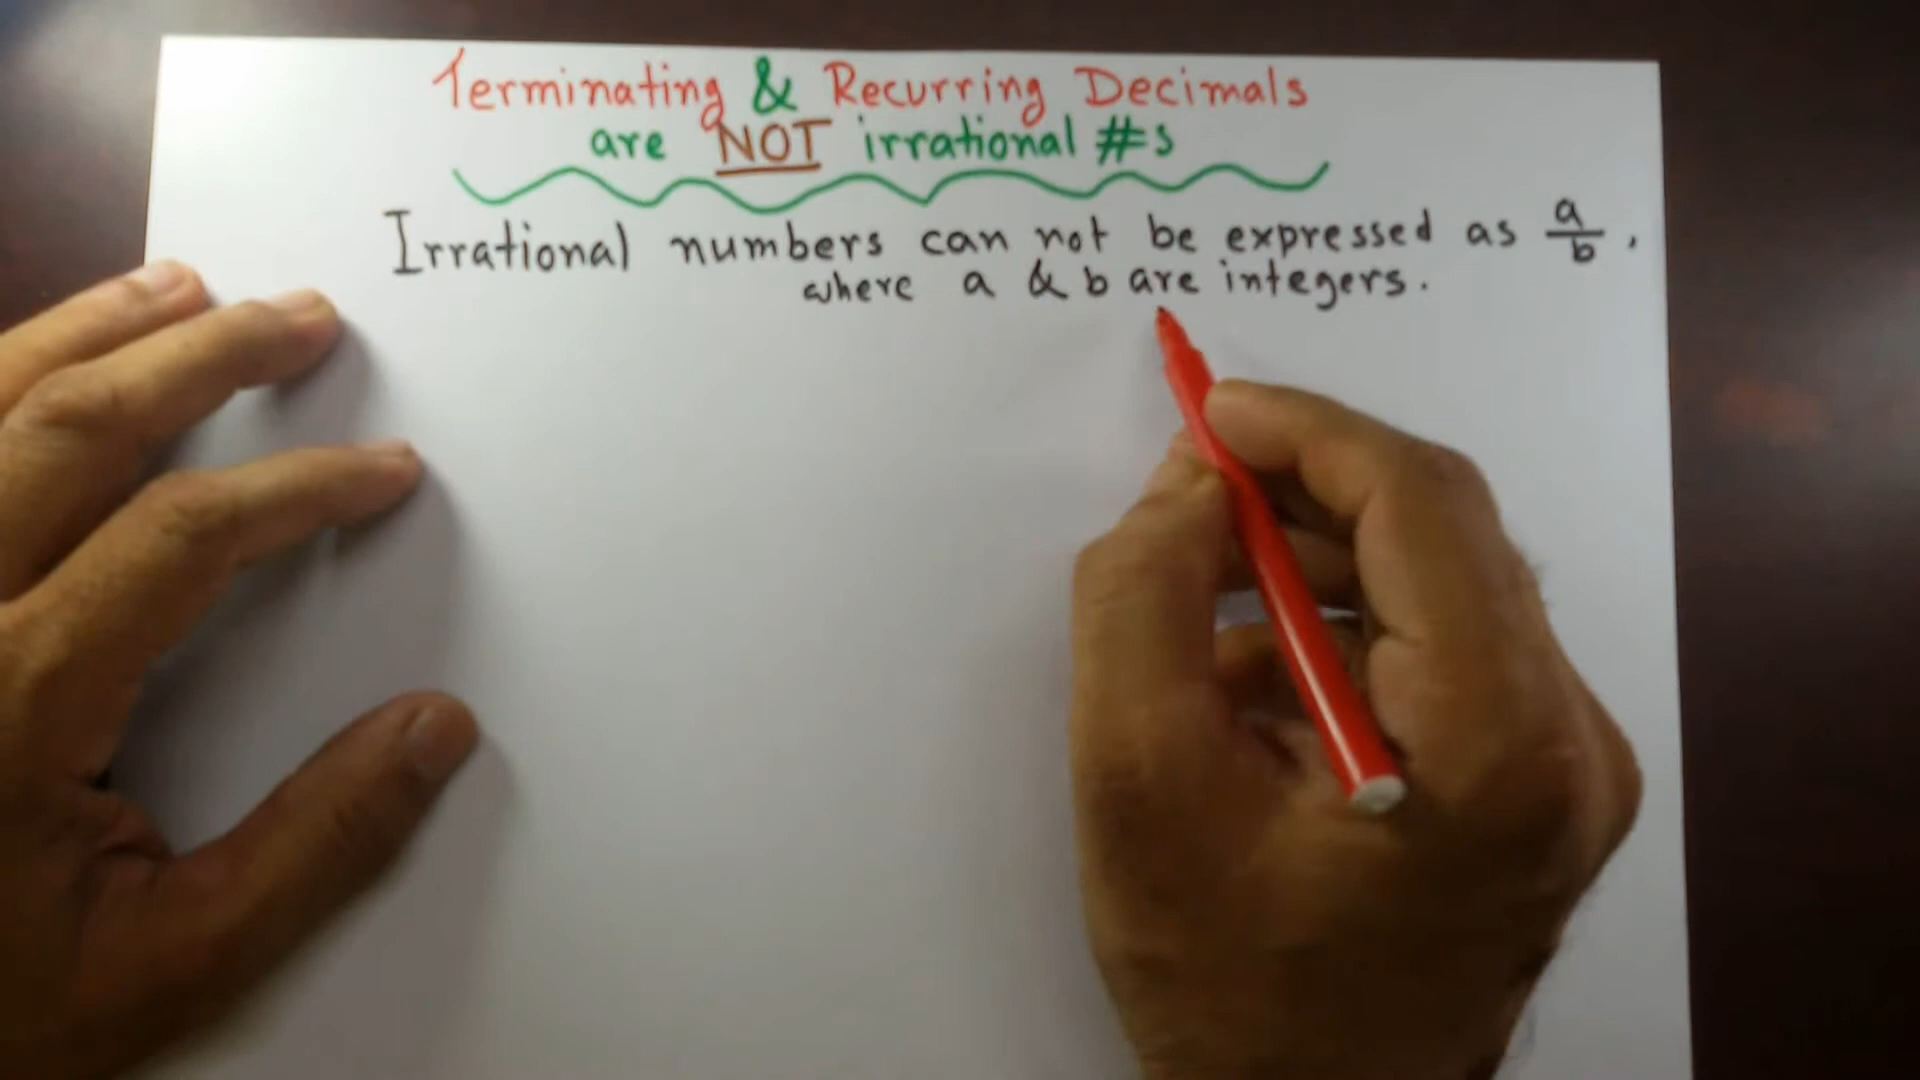 Terminating & Recurring Decimals
are NOT irrational #s
Irrational numbers can not be expressed as a/b,
where a & b are integers.